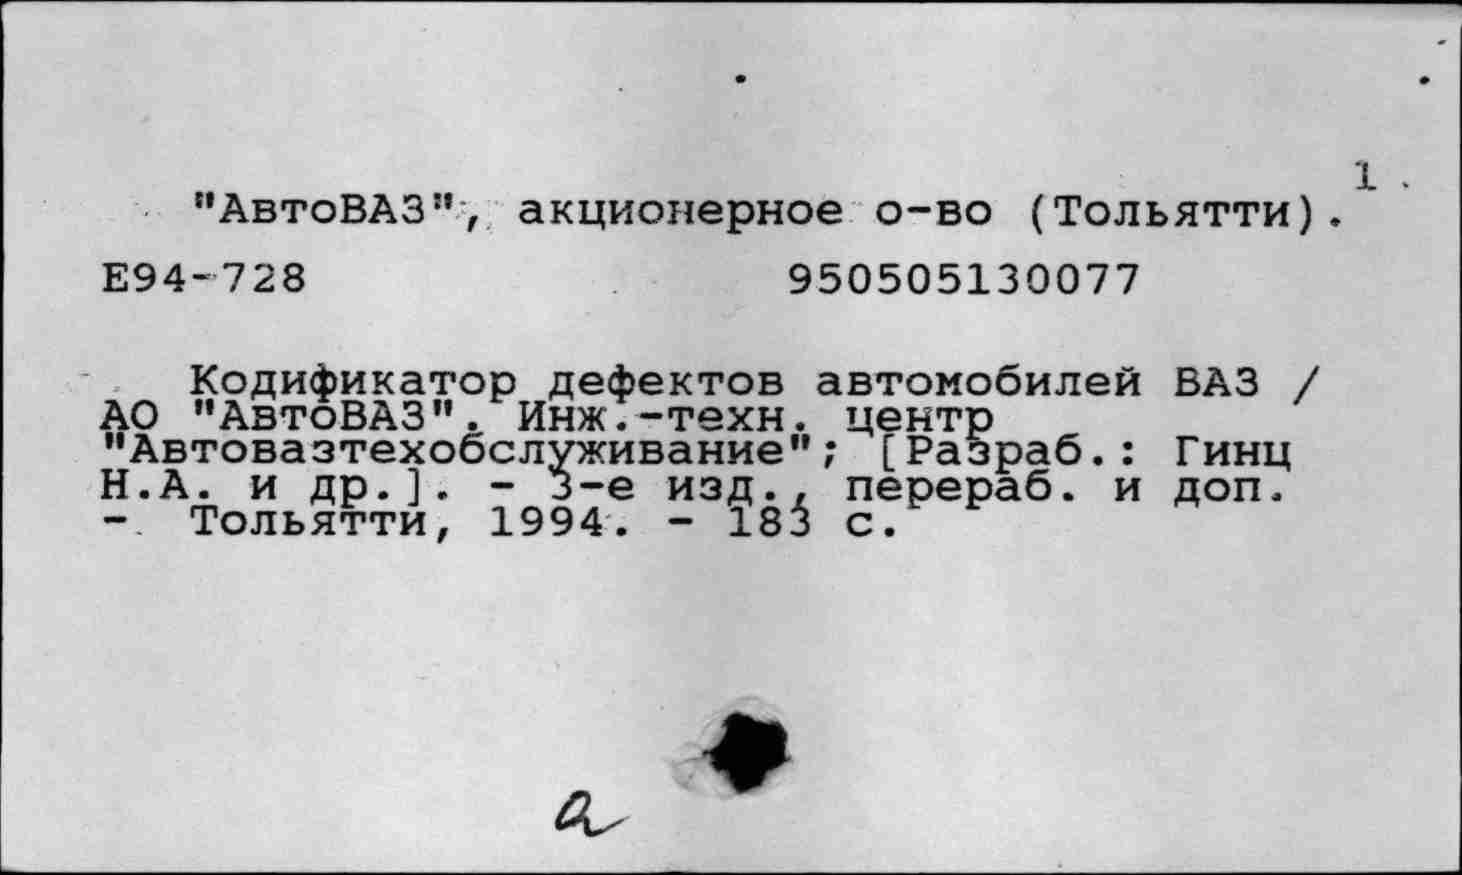 1.
"АвтоВАЗ", акционерное о-во (Тольятти).
Е94-728 950505130077
Кодификатор дефектов автомобилей ВАЗ /
АО "АвтоВАЗ". Инж.-техн. центр
"Автовазтехобслуживание"; [Разраб.: Гинц
Н.А. и др.]. - 3-е изд., перераб. и доп.
- Тольятти, 1994. - 183 с.